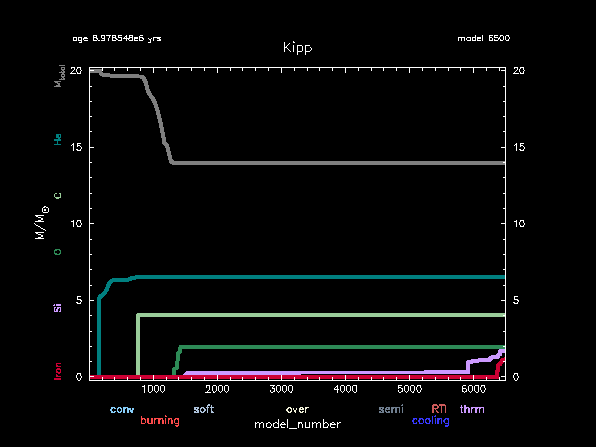 age 8.978548e6 yrs
model 6500
Kipp
20
15
10
5
0
20
15
10
5
0
M/M⊙
M_total
He
C
O
Si
Iron
1000 2000 3000 4000 5000 6000
conv soft over semi RTI thrm
burning cooling
model_number